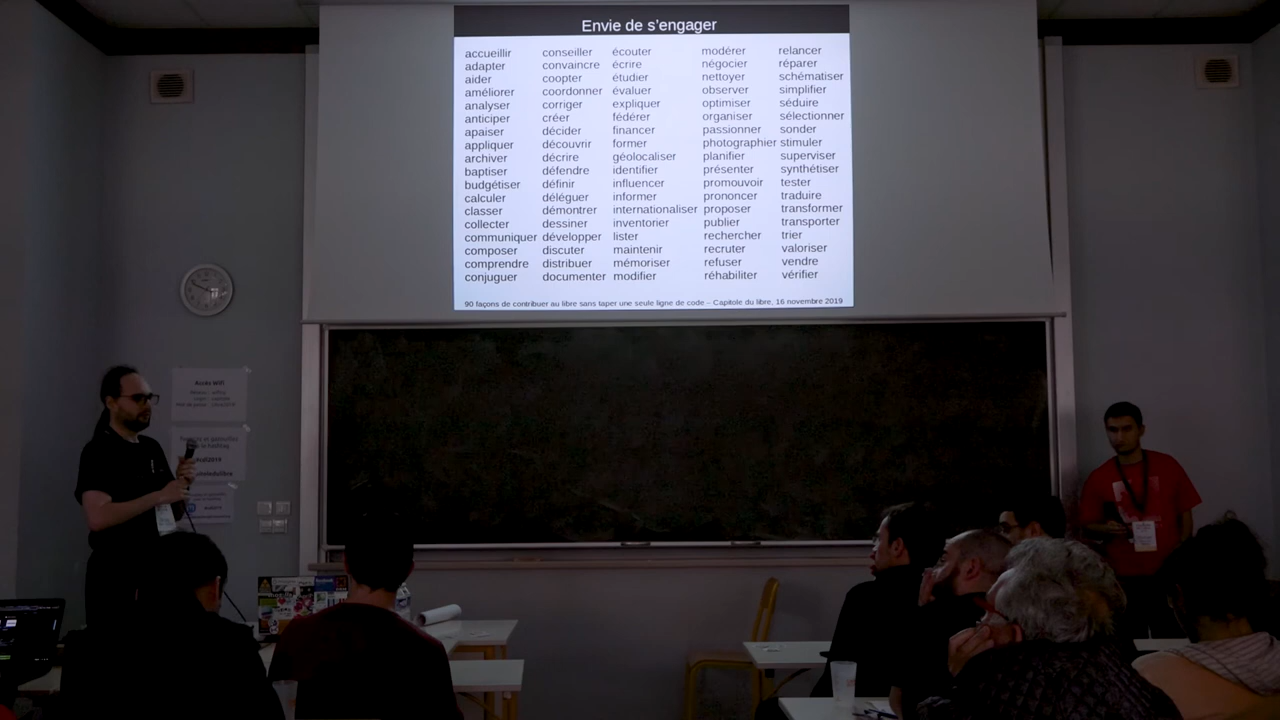 Envie de s'engager
accueillir
adapter
aider
améliorer
analyser
anticiper
apaiser
appliquer
archiver
baptiser
budgétiser
calculer
classer
collecter
communiquer
composer
comprendre
conjuguer
conseiller
convaincre
coopter
coordonner
corriger
créer
décider
découvrir
décrire
défendre
définir
déléguer
démontrer
dessiner
développer
discuter
distribuer
documenter
écouter
écrire
étudier
évaluer
expliquer
fédérer
financer
former
géolocaliser
identifier
influencer
informer
internationaliser
inventorier
lister
maintenir
mémoriser
modifier
modérer
négocier
nettoyer
observer
optimiser
organiser
passionner
photographier
planifier
présenter
promouvoir
prononcer
proposer
publier
rechercher
recruter
refuser
réhabiliter
relancer
réparer
schématiser
simplifier
séduire
sélectionner
sonder
stimuler
superviser
synthétiser
tester
traduire
transformer
transporter
trier
valoriser
vendre
vérifier
90 façons de contribuer au libre sans taper une seule ligne de code – Capitole du libre, 16 novembre 2019
Accès WiFi